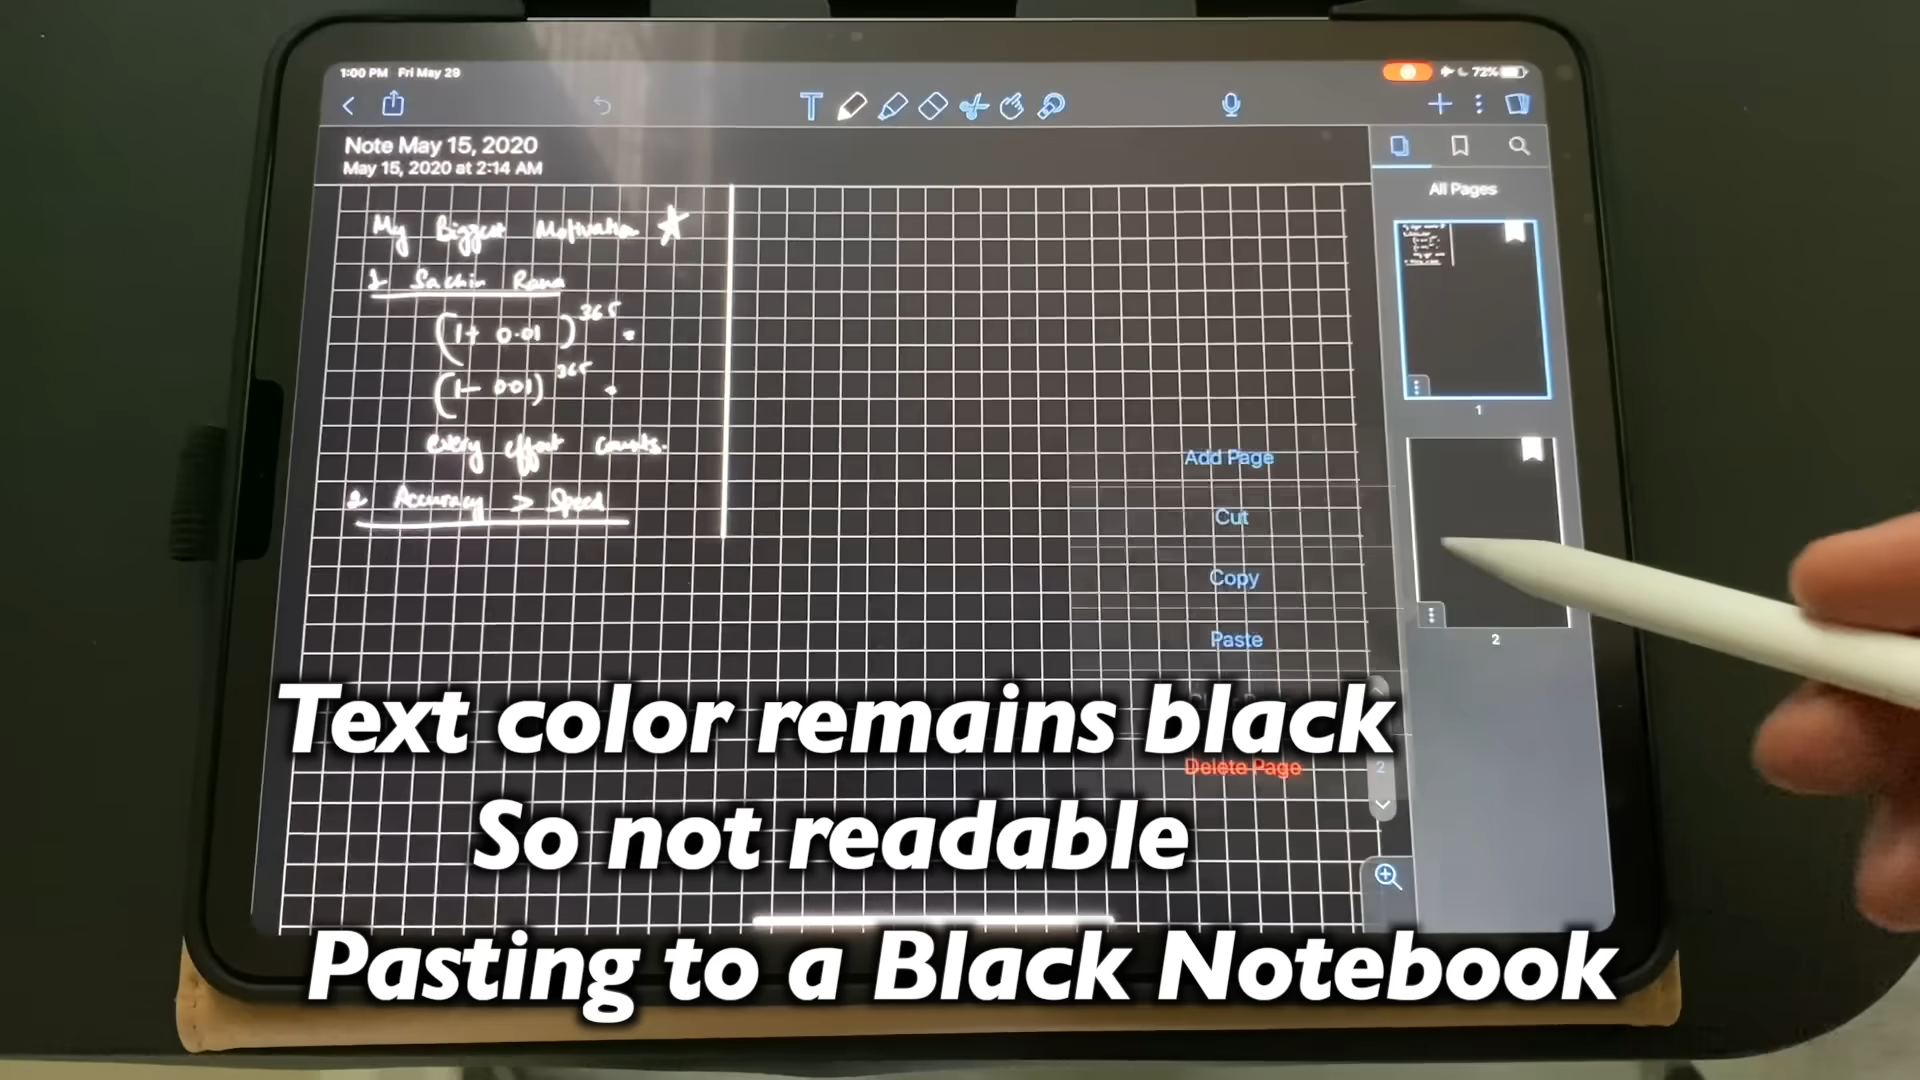 1:00 PM Fri May 29
72%
Note May 15, 2020
May 15, 2020 at 2:14 AM
All Pages
My Biggest Motivation
1 Sachin Rana
(1+ 0.01)^365 =
(1- 0.01)^365 =
every effort counts.
2 Accuracy > Speed
1
Add Page
Cut
Copy
Paste
2
Delete Page
2
Text color remains black
So not readable
Pasting to a Black Notebook